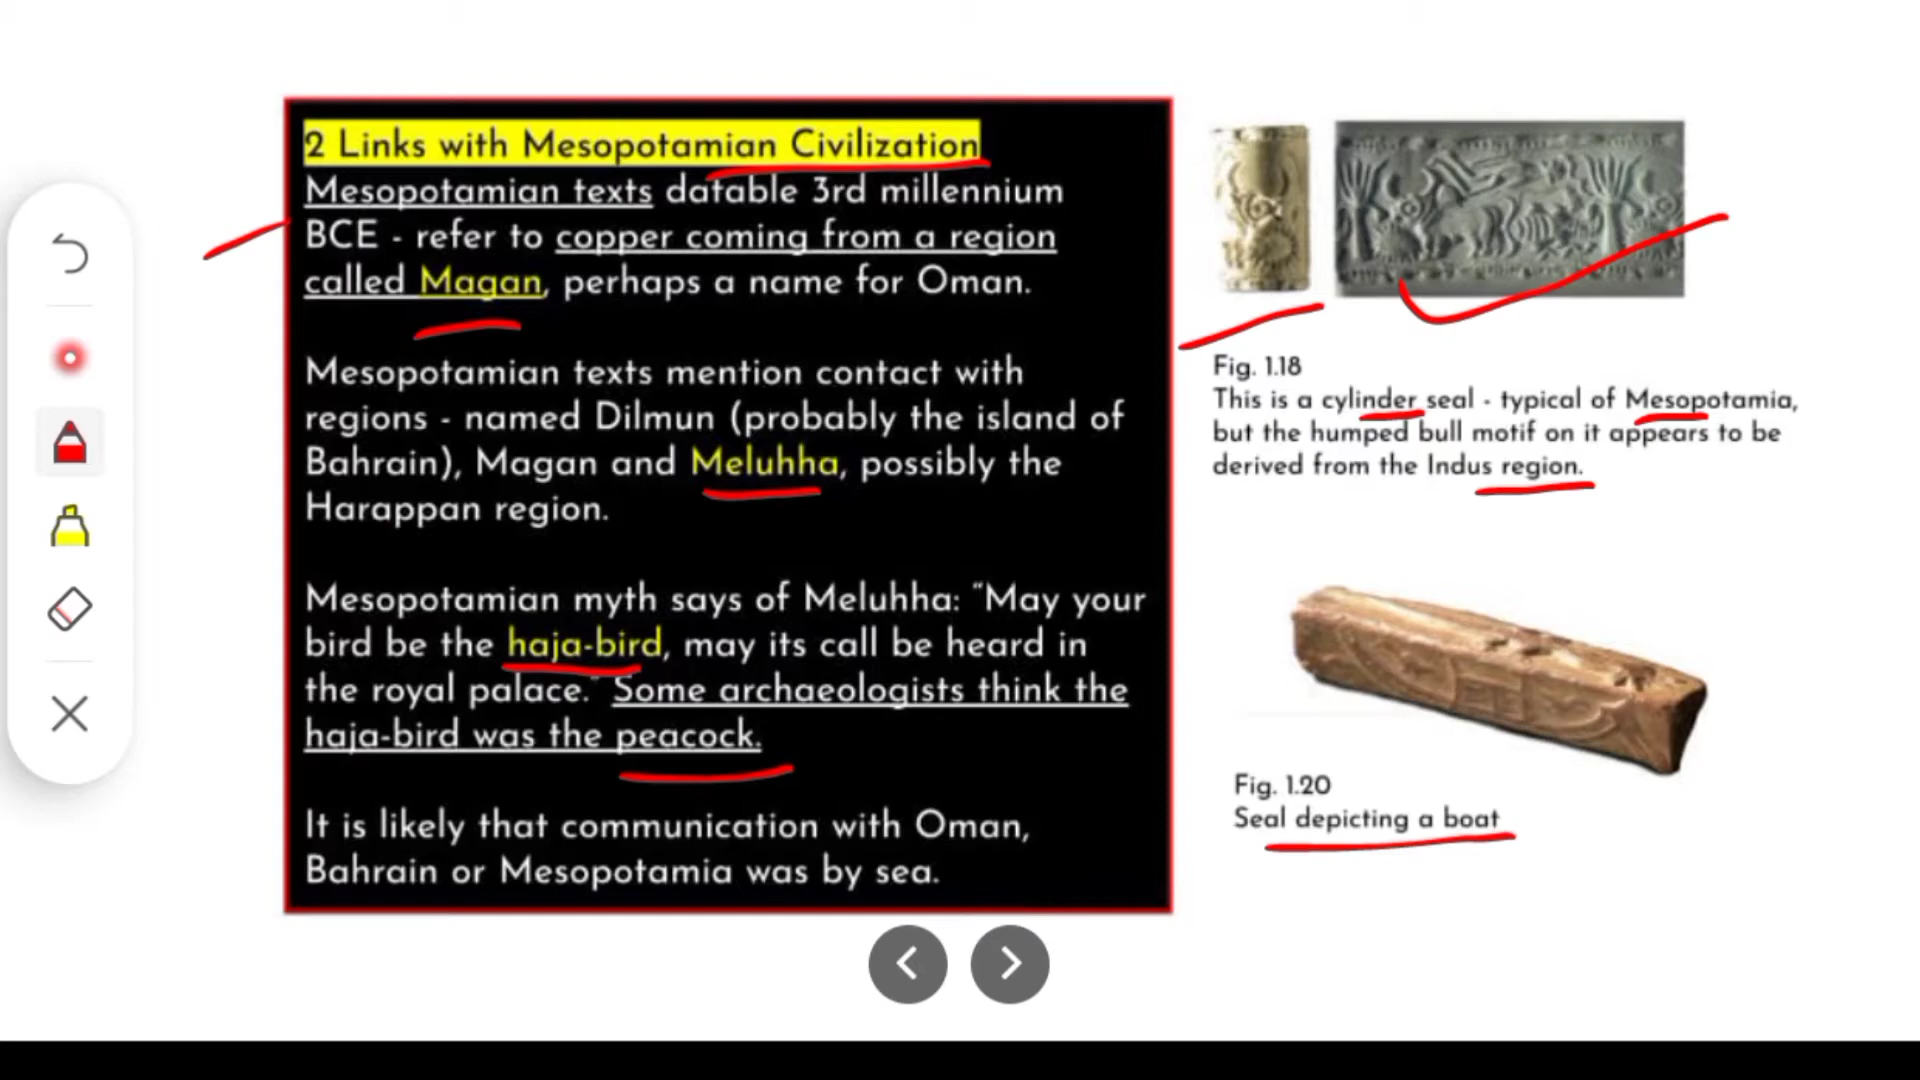 2 Links with Mesopotamian Civilization
Mesopotamian texts datable 3rd millennium
BCE - refer to copper coming from a region
called Magan, perhaps a name for Oman.
Mesopotamian texts mention contact with
regions - named Dilmun (probably the island of
Bahrain), Magan and Meluhha, possibly the
Harappan region.
Mesopotamian myth says of Meluhha: “May your
bird be the haja-bird, may its call be heard in
the royal palace.” Some archaeologists think the
haja-bird was the peacock.
It is likely that communication with Oman,
Bahrain or Mesopotamia was by sea.
Fig. 1.18
This is a cylinder seal - typical of Mesopotamia,
but the humped bull motif on it appears to be
derived from the Indus region.
Fig. 1.20
Seal depicting a boat